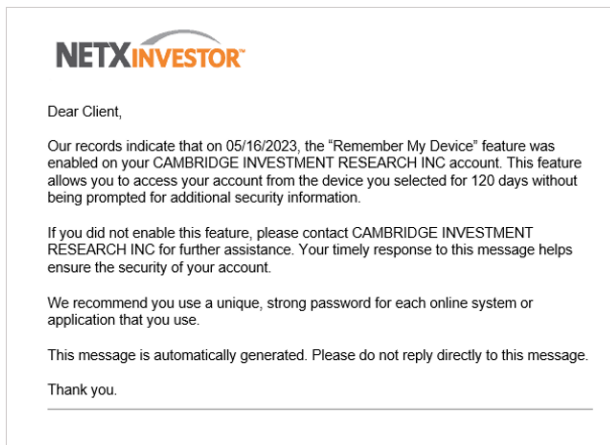 NETXINVESTOR™
Dear Client,
Our records indicate that on 05/16/2023, the “Remember My Device” feature was
enabled on your CAMBRIDGE INVESTMENT RESEARCH INC account. This feature
allows you to access your account from the device you selected for 120 days without
being prompted for additional security information.
If you did not enable this feature, please contact CAMBRIDGE INVESTMENT
RESEARCH INC for further assistance. Your timely response to this message helps
ensure the security of your account.
We recommend you use a unique, strong password for each online system or
application that you use.
This message is automatically generated. Please do not reply directly to this message.
Thank you.